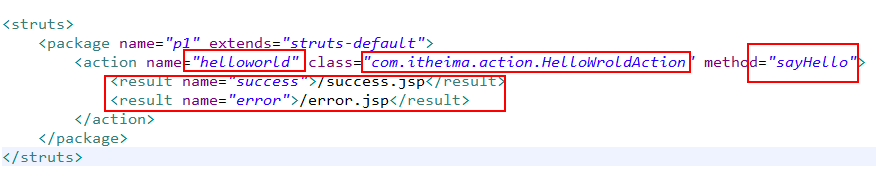 <struts>
    <package name="p1" extends="struts-default">
        <action name="helloworld" class="com.itheima.action.HelloWroldAction" method="sayHello">
            <result name="success">/success.jsp</result>
            <result name="error">/error.jsp</result>
        </action>
    </package>
</struts>